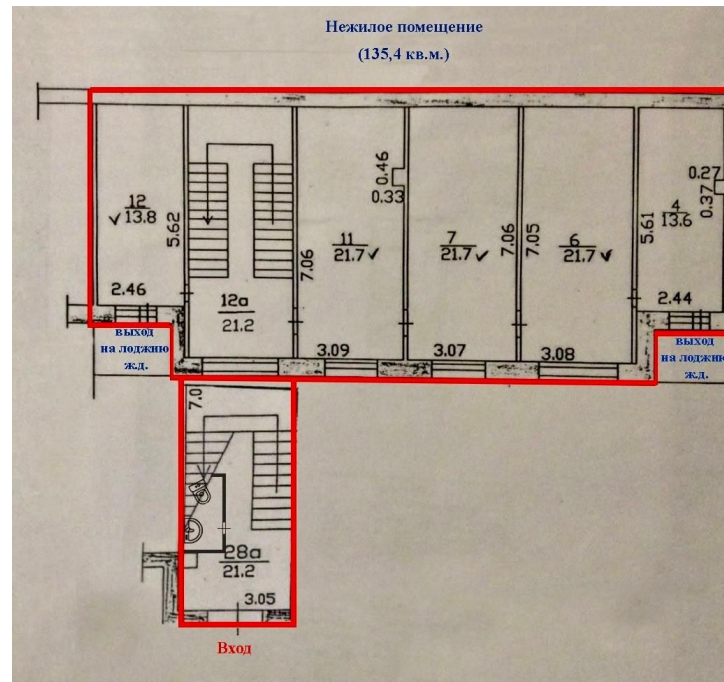 Нежилое помещение
(135,4 кв.м.)
12
13.8
5.62
2.46
12а
21.2
7.06
11
21.7
0.46
0.33
3.09
7
21.7
7.06
3.07
7.05
6
21.7
3.08
5.61
4
13.6
0.27
0.37
2.44
выход
на лоджию
ж.д.
выход
на лоджию
ж.д.
7.0
28а
21.2
3.05
Вход